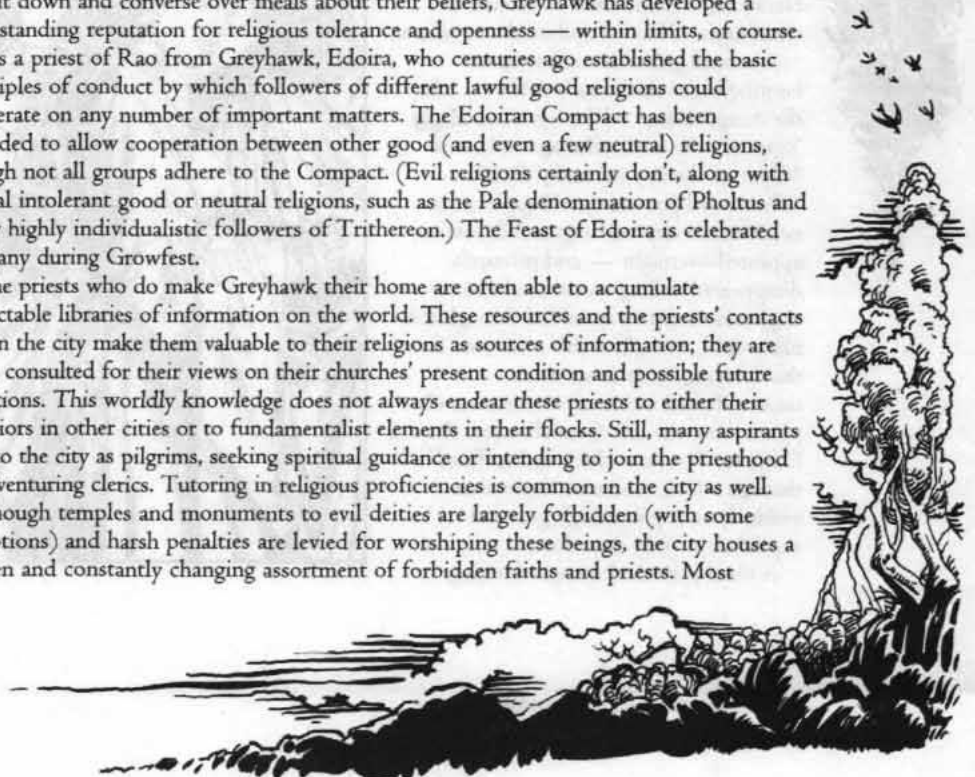 t down and converse over meals about their beliefs, Greyhawk has developed a
standing reputation for religious tolerance and openness — within limits, of course.
s a priest of Rao from Greyhawk, Edoira, who centuries ago established the basic
iples of conduct by which followers of different lawful good religions could
erate on any number of important matters. The Edoiran Compact has been
ded to allow cooperation between other good (and even a few neutral) religions,
gh not all groups adhere to the Compact. (Evil religions certainly don't, along with
al intolerant good or neutral religions, such as the Pale denomination of Pholtus and
highly individualistic followers of Trithereon.) The Feast of Edoira is celebrated
any during Growfest.
e priests who do make Greyhawk their home are often able to accumulate
ctable libraries of information on the world. These resources and the priests' contacts
n the city make them valuable to their religions as sources of information; they are
consulted for their views on their churches' present condition and possible future
tions. This worldly knowledge does not always endear these priests to either their
iors in other cities or to fundamentalist elements in their flocks. Still, many aspirants
o the city as pilgrims, seeking spiritual guidance or intending to join the priesthood
venturing clerics. Tutoring in religious proficiencies is common in the city as well.
hough temples and monuments to evil deities are largely forbidden (with some
tions) and harsh penalties are levied for worshiping these beings, the city houses a
en and constantly changing assortment of forbidden faiths and priests. Most